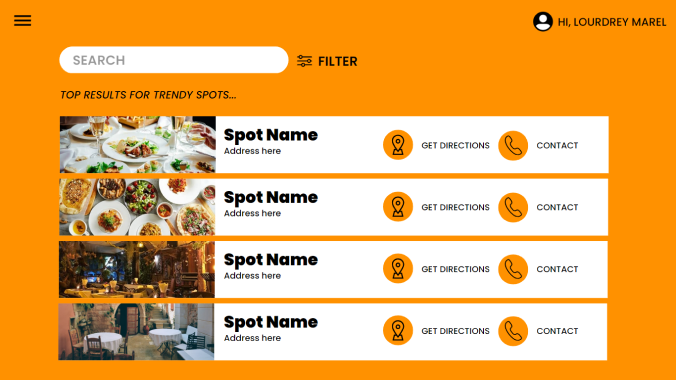 HI, LOURDREY MAREL
SEARCH
FILTER
TOP RESULTS FOR TRENDY SPOTS...
Spot Name
Address here
GET DIRECTIONS
CONTACT
Spot Name
Address here
GET DIRECTIONS
CONTACT
Spot Name
Address here
GET DIRECTIONS
CONTACT
Spot Name
Address here
GET DIRECTIONS
CONTACT